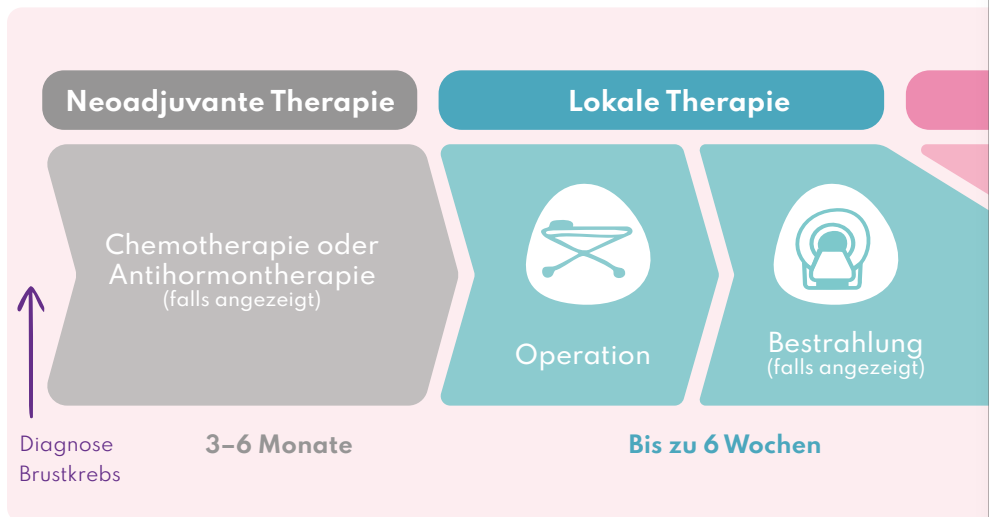 Neoadjuvante Therapie
Lokale Therapie
Chemotherapie oder
Antihormontherapie
(falls angezeigt)
Operation
Bestrahlung
(falls angezeigt)
Diagnose
Brustkrebs
3–6 Monate
Bis zu 6 Wochen